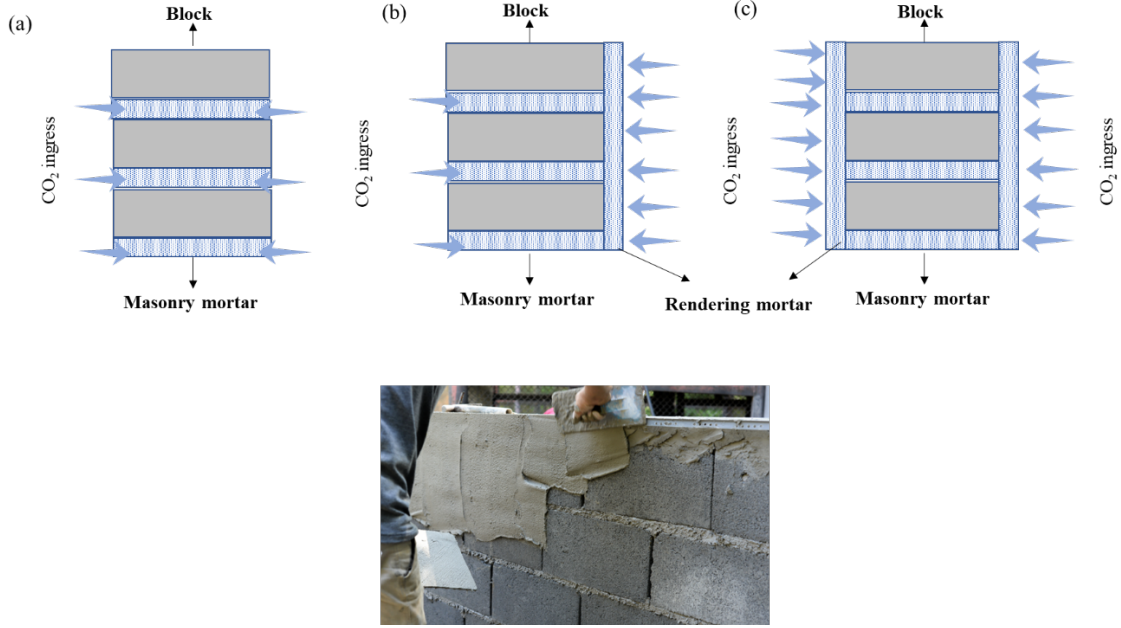 (a)
Block
CO₂ ingress
Masonry mortar
(b)
Block
CO₂ ingress
Masonry mortar
Rendering mortar
(c)
Block
CO₂ ingress
CO₂ ingress
Masonry mortar